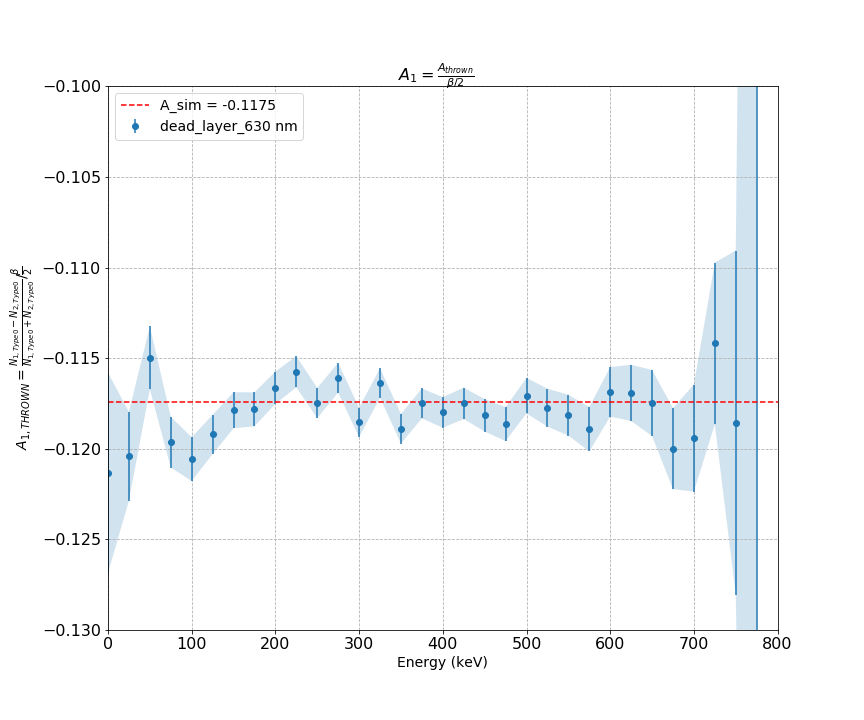 A_1 = \frac{A_{thrown}}{\beta/2}
A_sim = -0.1175
dead_layer_630 nm
−0.100
−0.105
−0.110
−0.115
−0.120
−0.125
−0.130
A_{1, THROWN} = \frac{N_{1, Type0} - N_{2, Type0}}{N_{1, Type0} + N_{2, Type0}} / \frac{\beta}{2}
0 100 200 300 400 500 600 700 800
Energy (keV)